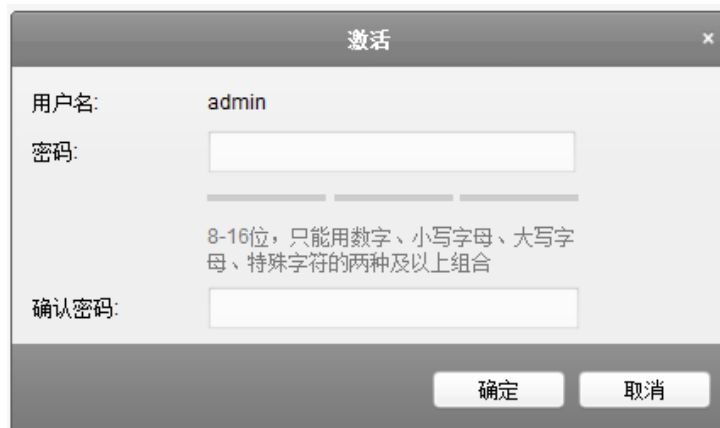 激活
×
用户名: admin
密码:
8-16位，只能用数字、小写字母、大写字
母、特殊字符的两种及以上组合
确认密码:
确定 取消